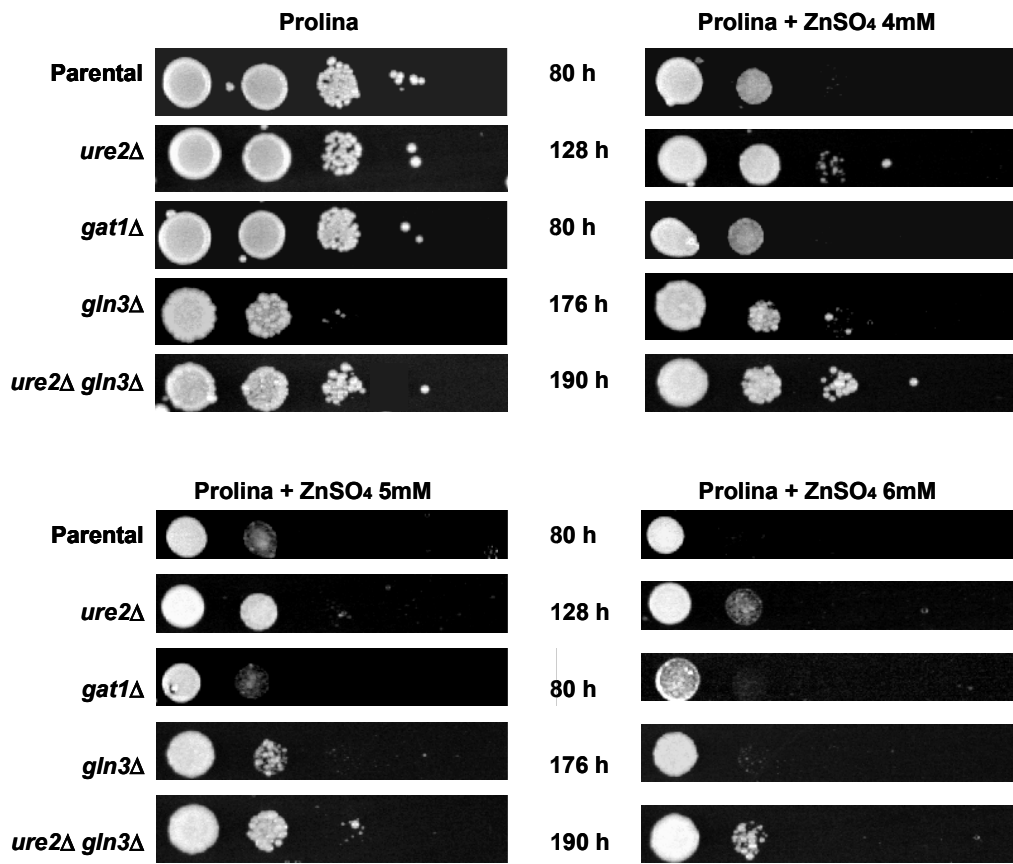 Prolina Prolina + ZnSO₄ 4mM
Parental 80 h
ure2Δ 128 h
gat1Δ 80 h
gln3Δ 176 h
ure2Δ gln3Δ 190 h
Prolina + ZnSO₄ 5mM Prolina + ZnSO₄ 6mM
Parental 80 h
ure2Δ 128 h
gat1Δ 80 h
gln3Δ 176 h
ure2Δ gln3Δ 190 h